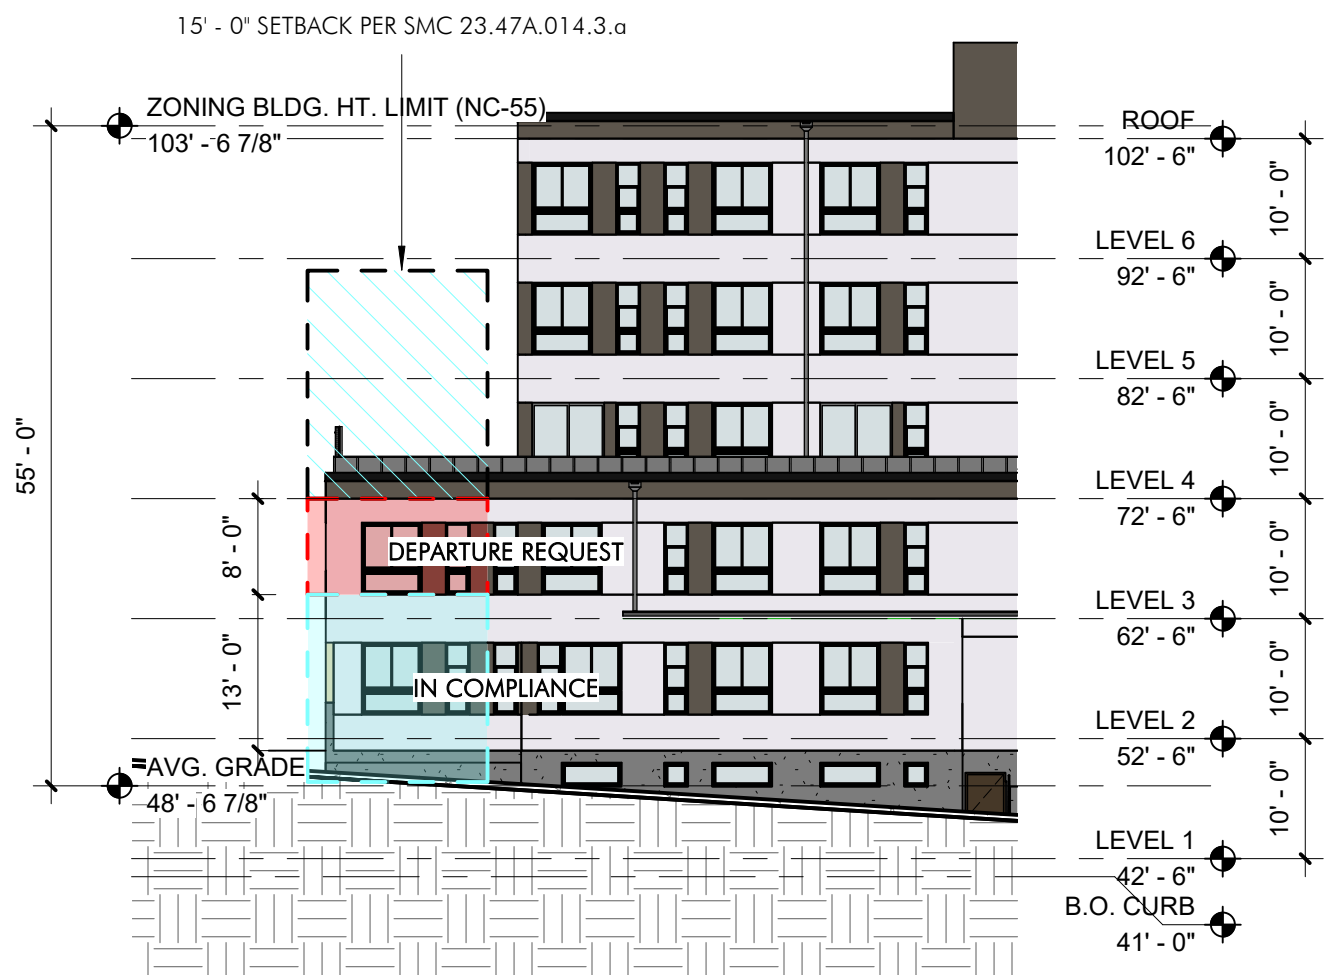 15' - 0" SETBACK PER SMC 23.47A.014.3.a
ZONING BLDG. HT. LIMIT (NC-55)
103' - 6 7/8"
ROOF
102' - 6"
10' - 0"
LEVEL 6
92' - 6"
10' - 0"
LEVEL 5
82' - 6"
10' - 0"
55' - 0"
LEVEL 4
72' - 6"
8' - 0"
DEPARTURE REQUEST
10' - 0"
LEVEL 3
62' - 6"
13' - 0"
IN COMPLIANCE
10' - 0"
LEVEL 2
52' - 6"
AVG. GRADE
48' - 6 7/8"
10' - 0"
LEVEL 1
42' - 6"
B.O. CURB
41' - 0"